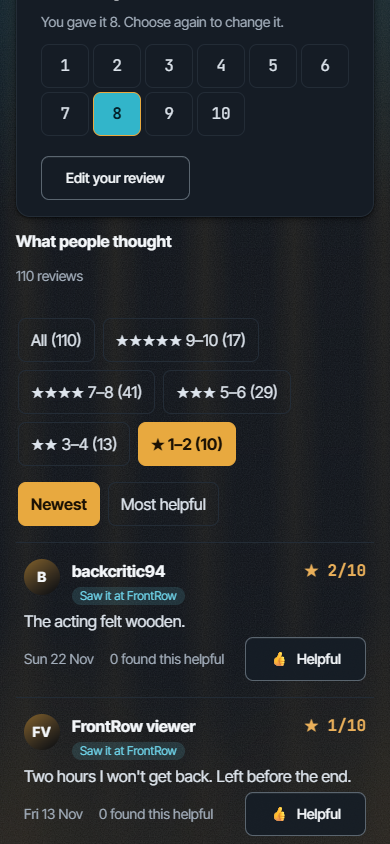 You gave it 8. Choose again to change it.
1 2 3 4 5 6
7 8 9 10
Edit your review
What people thought
110 reviews
All (110) ★★★★★ 9–10 (17)
★★★★ 7–8 (41) ★★★ 5–6 (29)
★★ 3–4 (13) ★ 1–2 (10)
Newest Most helpful
B backcritic94 ★ 2/10
Saw it at FrontRow
The acting felt wooden.
Sun 22 Nov 0 found this helpful 👍 Helpful
FV FrontRow viewer ★ 1/10
Saw it at FrontRow
Two hours I won't get back. Left before the end.
Fri 13 Nov 0 found this helpful 👍 Helpful